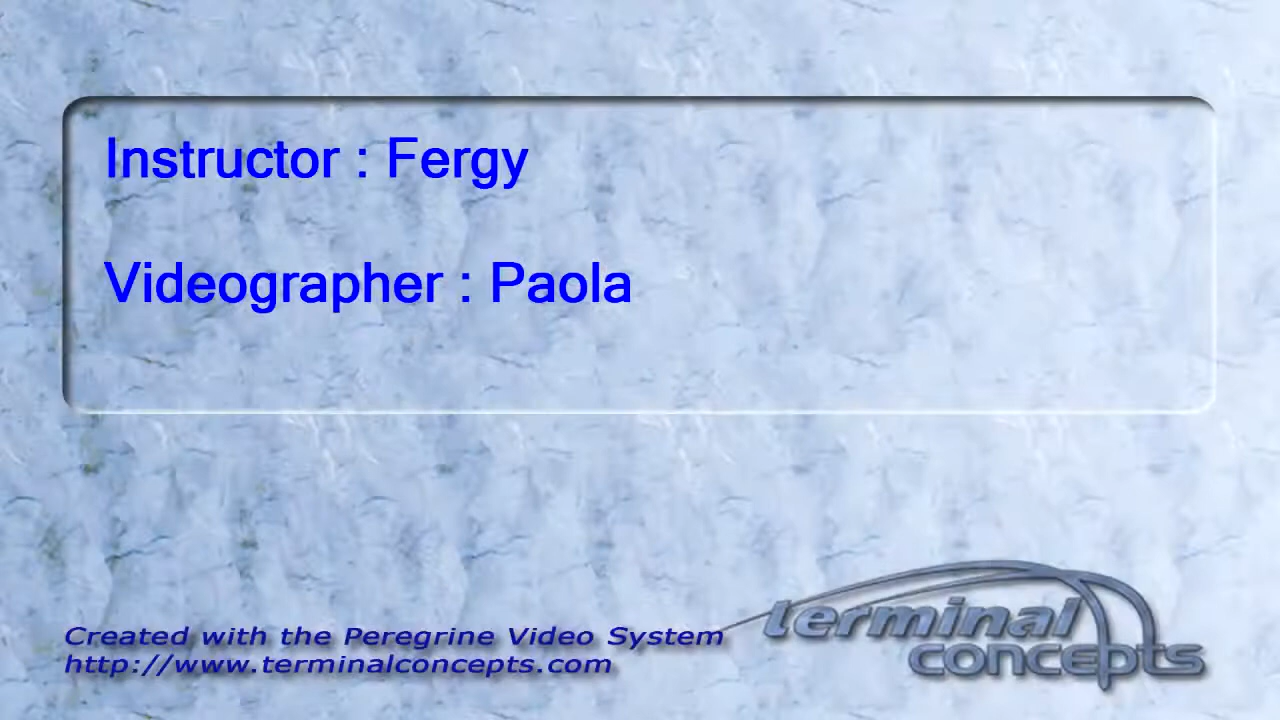 Instructor : Fergy
Videographer : Paola
Created with the Peregrine Video System
http://www.terminalconcepts.com
terminal
concepts